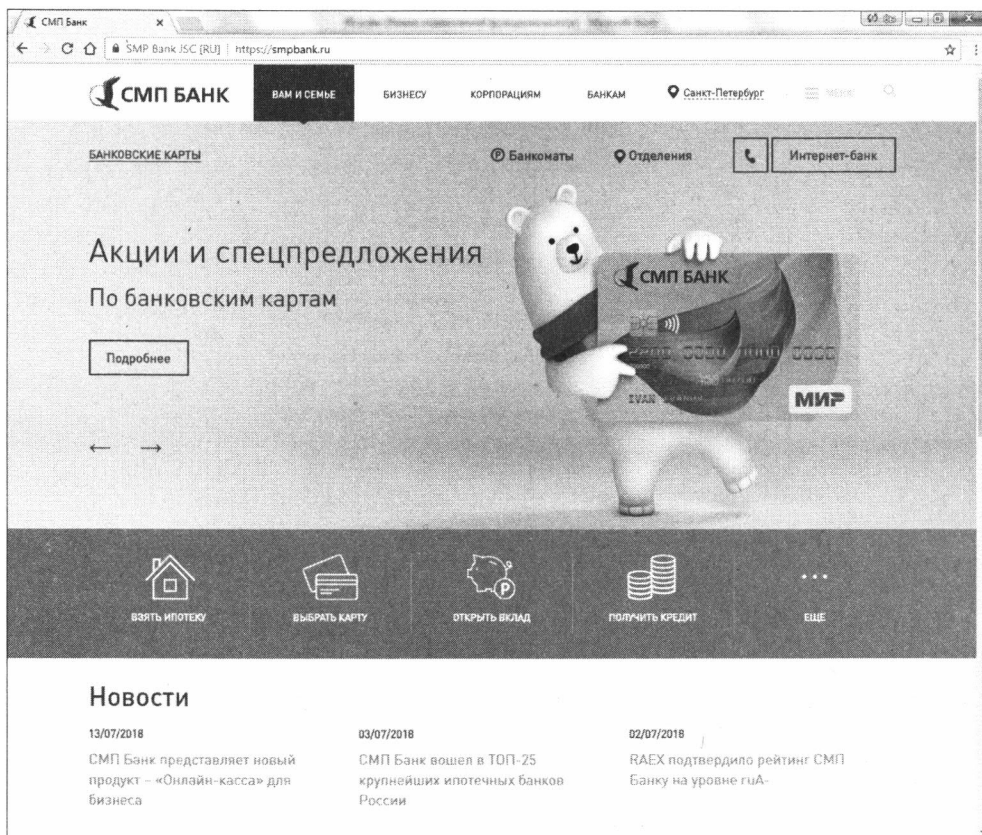 СМП Банк
SMP Bank JSC [RU] | https://smpbank.ru
СМП БАНК
ВАМ И СЕМЬЕ
БИЗНЕСУ
КОРПОРАЦИЯМ
БАНКАМ
Санкт-Петербург
МЕНЮ
БАНКОВСКИЕ КАРТЫ
Банкоматы
Отделения
Интернет-банк
Акции и спецпредложения
По банковским картам
Подробнее
СМП БАНК
IVAN
МИР
ВЗЯТЬ ИПОТЕКУ
ВЫБРАТЬ КАРТУ
ОТКРЫТЬ ВКЛАД
ПОЛУЧИТЬ КРЕДИТ
ЕЩЕ
Новости
13/07/2018
СМП Банк представляет новый
продукт – «Онлайн-касса» для
бизнеса
03/07/2018
СМП Банк вошел в ТОП-25
крупнейших ипотечных банков
России
02/07/2018
RAEX подтвердило рейтинг СМП
Банку на уровне ruA-